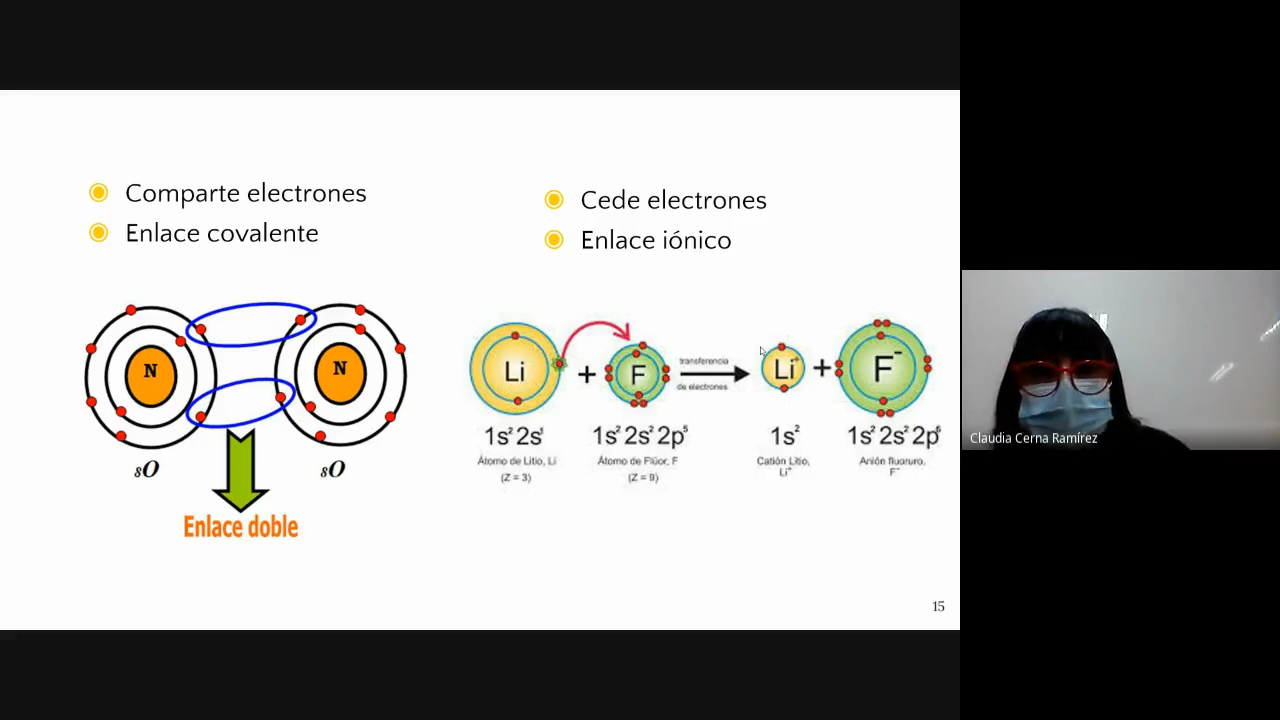 Comparte electrones
Enlace covalente
N
N
8O
8O
Enlace doble
Cede electrones
Enlace iónico
Li
+
F
transferencia
de electrones
Li+
+
F-
1s² 2s¹
1s² 2s² 2p⁵
1s²
1s² 2s² 2p⁶
Átomo de Litio, Li
(Z = 3)
Átomo de Flúor, F
(Z = 9)
Catión Litio,
Li+
Anión fluoruro,
F-
15
Claudia Cerna Ramírez